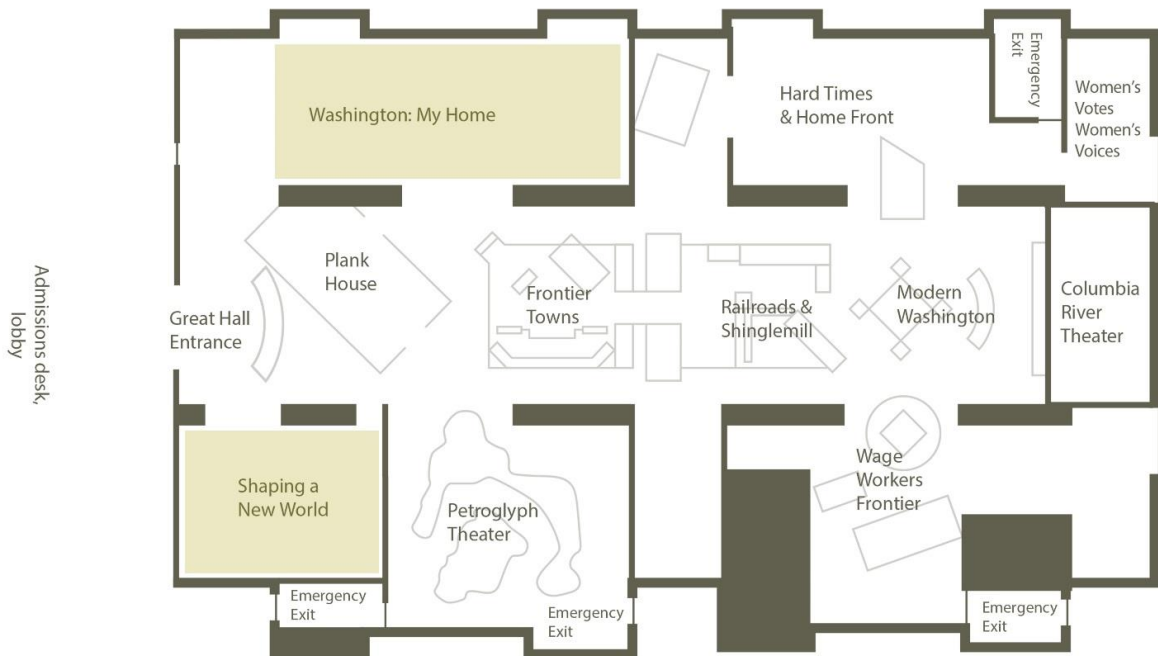 Washington: My Home
Hard Times
& Home Front
Emergency
Exit
Women's
Votes
Women's
Voices
Admissions desk,
lobby
Great Hall
Entrance
Plank
House
Frontier
Towns
Railroads &
Shinglemill
Modern
Washington
Columbia
River
Theater
Shaping a
New World
Petroglyph
Theater
Wage
Workers
Frontier
Emergency
Exit
Emergency
Exit
Emergency
Exit